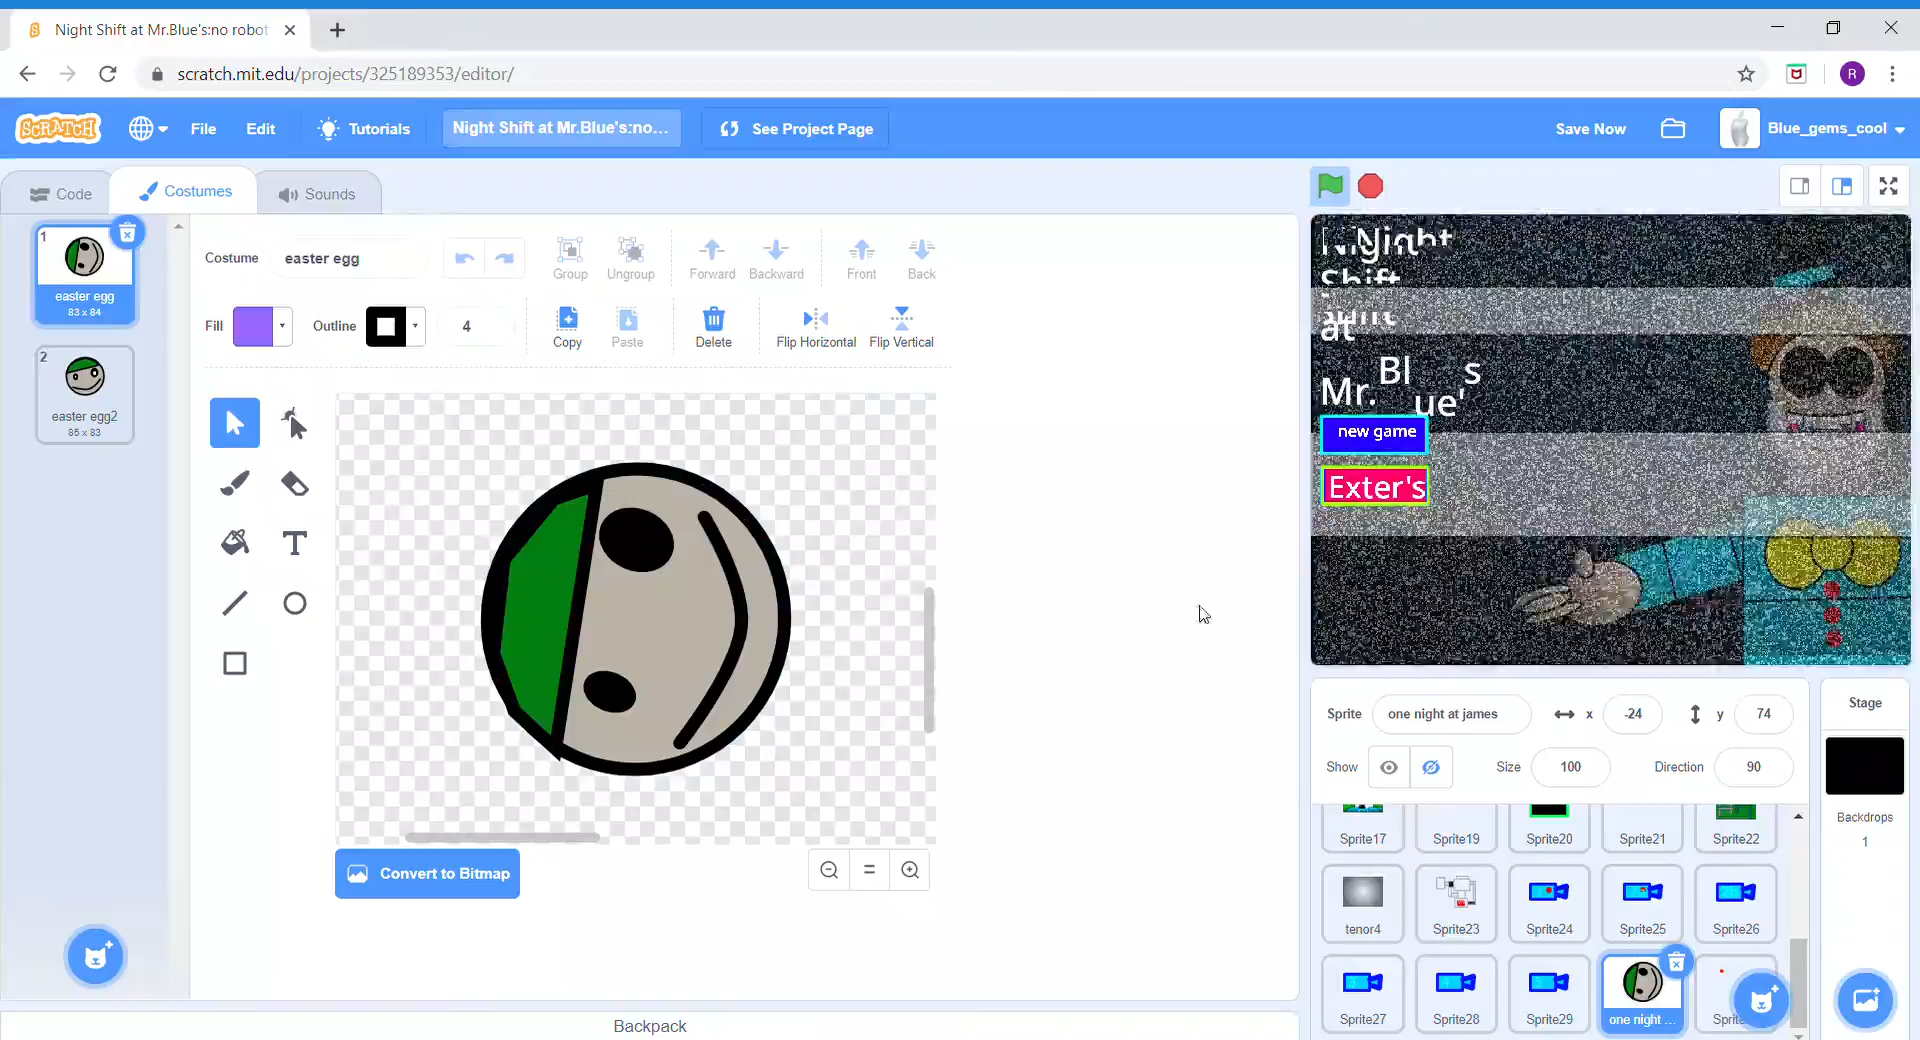 Night Shift at Mr.Blue's:no robot
scratch.mit.edu/projects/325189353/editor/
R
SCRATCH
File
Edit
Tutorials
Night Shift at Mr.Blue's:no...
See Project Page
Save Now
Blue_gems_cool
Code
Costumes
Sounds
1
easter egg
83 x 84
2
easter egg2
85 x 83
Costume
easter egg
Group
Ungroup
Forward
Backward
Front
Back
Fill
Outline
4
Copy
Paste
Delete
Flip Horizontal
Flip Vertical
T
Convert to Bitmap
Backpack
Night
Shift
at
Mr. Blue's
new game
Exter's
Sprite
one night at james
x
-24
y
74
Show
Size
100
Direction
90
Stage
Backdrops
1
Sprite17
Sprite19
Sprite20
Sprite21
Sprite22
tenor4
Sprite23
Sprite24
Sprite25
Sprite26
Sprite27
Sprite28
Sprite29
one night ...